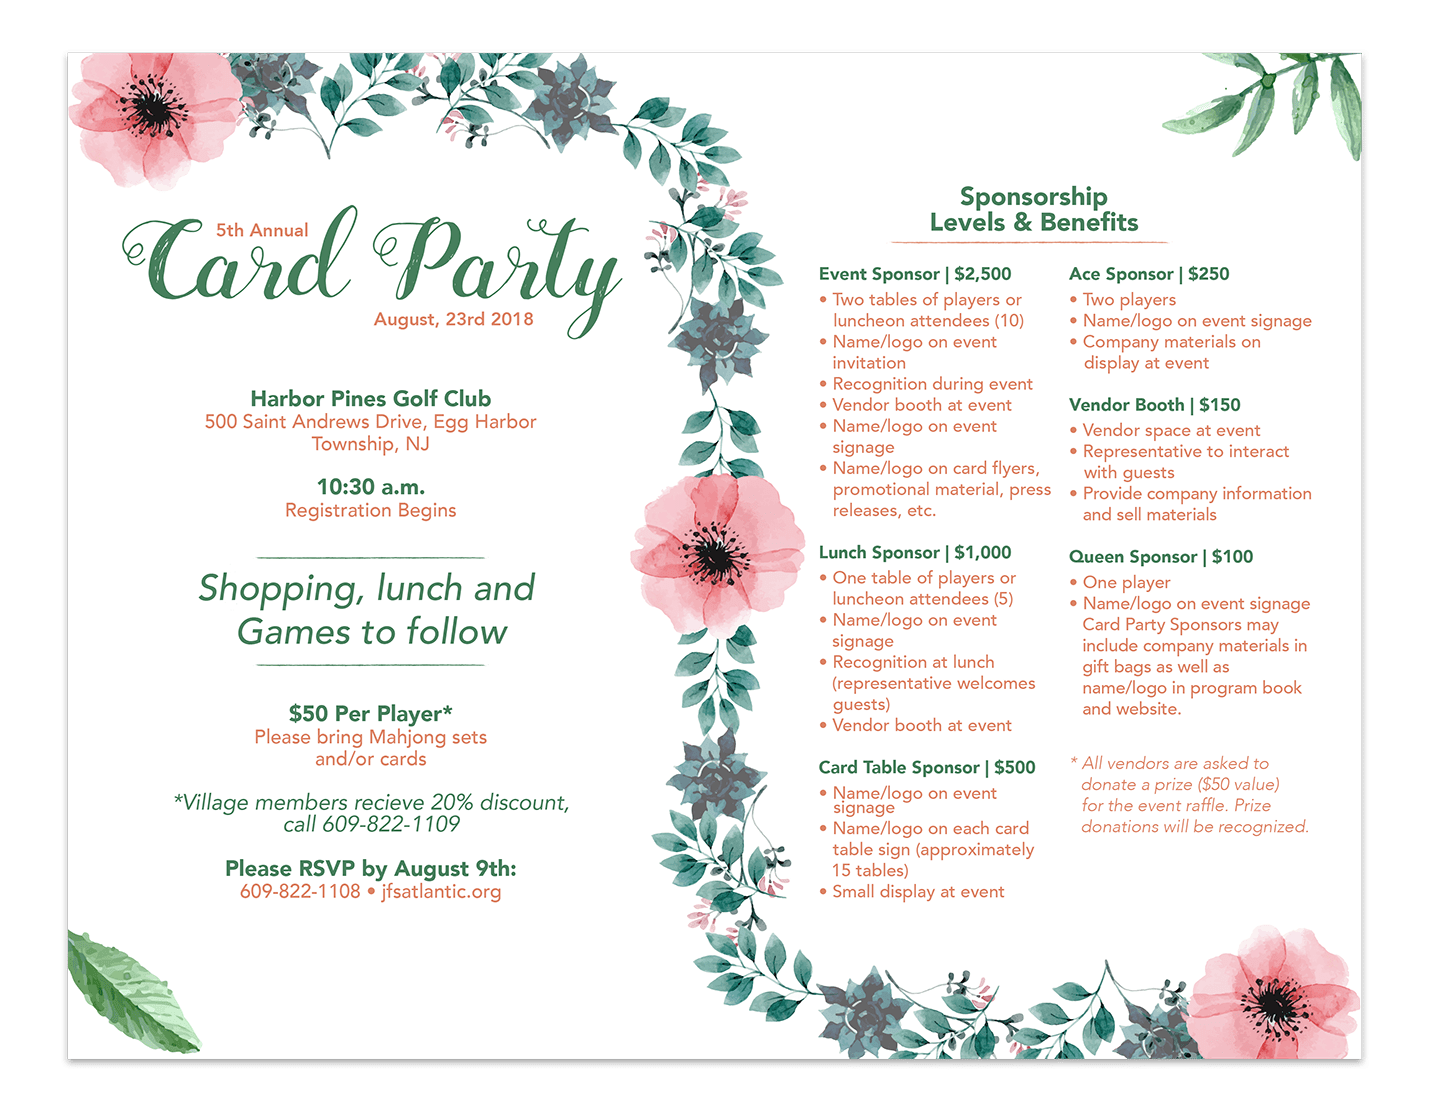 5th Annual
Card Party
August, 23rd 2018
Harbor Pines Golf Club
500 Saint Andrews Drive, Egg Harbor
Township, NJ
10:30 a.m.
Registration Begins
Shopping, lunch and
Games to follow
$50 Per Player*
Please bring Mahjong sets
and/or cards
*Village members recieve 20% discount,
call 609-822-1109
Please RSVP by August 9th:
609-822-1108 • jfsatlantic.org
Sponsorship
Levels & Benefits
Event Sponsor | $2,500
• Two tables of players or
luncheon attendees (10)
• Name/logo on event
invitation
• Recognition during event
• Vendor booth at event
• Name/logo on event
signage
• Name/logo on card flyers,
promotional material, press
releases, etc.
Lunch Sponsor | $1,000
• One table of players or
luncheon attendees (5)
• Name/logo on event
signage
• Recognition at lunch
(representative welcomes
guests)
• Vendor booth at event
Card Table Sponsor | $500
• Name/logo on event
signage
• Name/logo on each card
table sign (approximately
15 tables)
• Small display at event
Ace Sponsor | $250
• Two players
• Name/logo on event signage
• Company materials on
display at event
Vendor Booth | $150
• Vendor space at event
• Representative to interact
with guests
• Provide company information
and sell materials
Queen Sponsor | $100
• One player
• Name/logo on event signage
Card Party Sponsors may
include company materials in
gift bags as well as
name/logo in program book
and website.
* All vendors are asked to
donate a prize ($50 value)
for the event raffle. Prize
donations will be recognized.